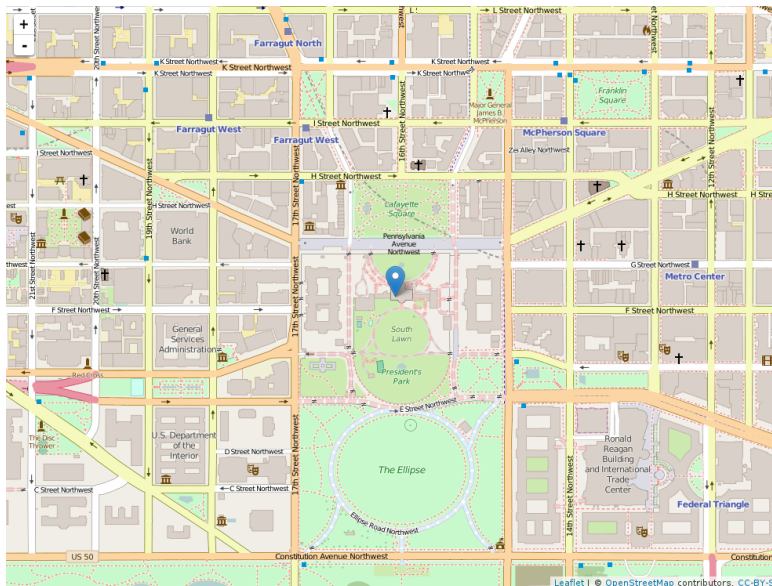 +
-
L Street Northwest
L Street Northwest
20th Street Northwest
Northwest
Farragut North
K Street Northwest
K Street Northwest
K Street Northwest
K Street Northwest
K Street Northwest
K Street Northwest
Major General
James B.
McPherson
Franklin
Square
Farragut West
Farragut West
I Street Northwest
16th Street Northwest
McPherson Square
Zei Alley Northwest
12th Street Northwest
I Street Northwest
19th Street Northwest
17th Street Northwest
H Street Northwest
H Street Northwest
H Street Northwest
H Street Northwest
Lafayette
Square
World
Bank
Pennsylvania
Avenue
Northwest
21st Street Northwest
20th Street Northwest
G Street Northwest
Metro Center
F Street Northwest
F Street Northwest
17th Street Northwest
General
Services
Administration
South
Lawn
President's
Park
Red Cross
E Street Northwest
The Disc
Thrower
U.S. Department
of the
Interior
D Street Northwest
C Street Northwest
C Street Northwest
17th Street Northwest
The Ellipse
Ellipse Road Northwest
14th Street Northwest
Ronald
Reagan
Building
and International
Trade
Center
Federal Triangle
US 50
Constitution Avenue Northwest
Constitution
Leaflet | © OpenStreetMap contributors, CC-BY-S